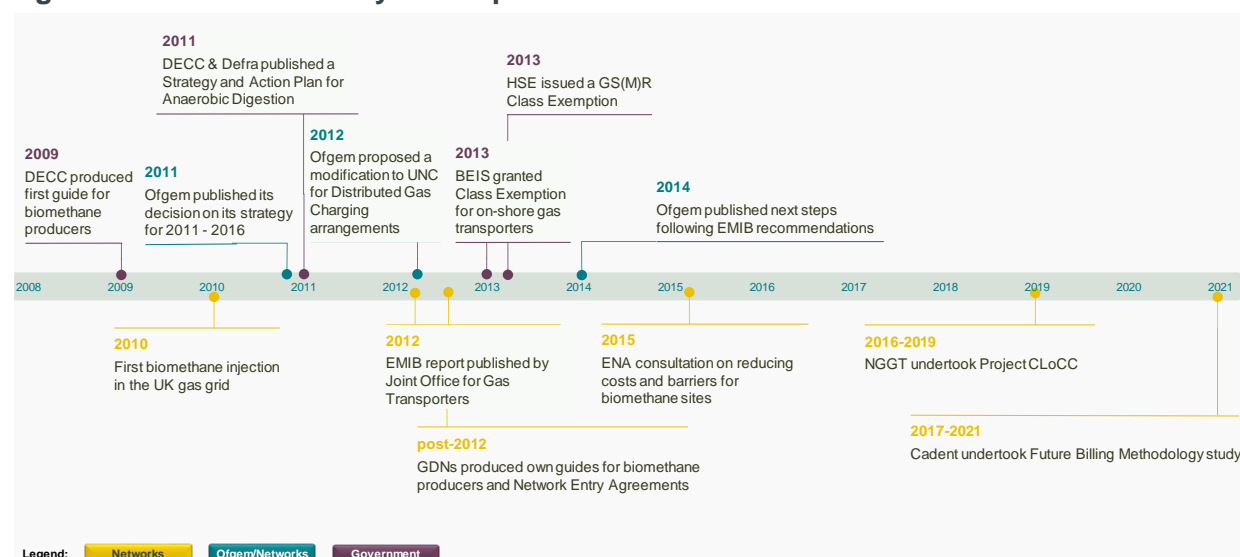 2011
DECC & Defra published a
Strategy and Action Plan for
Anaerobic Digestion
2013
HSE issued a GS(M)R
Class Exemption
2009
DECC produced
first guide for
biomethane
producers
2011
Ofgem published its
decision on its strategy
for 2011 - 2016
2012
Ofgem proposed a
modification to UNC
for Distributed Gas
Charging
arrangements
2013
BEIS granted
Class Exemption
for on-shore gas
transporters
2014
Ofgem published next steps
following EMIB recommendations
2008 2009 2010 2011 2012 2013 2014 2015 2016 2017 2018 2019 2020 2021
2010
First biomethane injection
in the UK gas grid
2012
EMIB report published by
Joint Office for Gas
Transporters
post-2012
GDNs produced own guides for biomethane
producers and Network Entry Agreements
2015
ENA consultation on reducing
costs and barriers for
biomethane sites
2016-2019
NGGT undertook Project CLoCC
2017-2021
Cadent undertook Future Billing Methodology study
Legend: Networks Ofgem/Networks Government